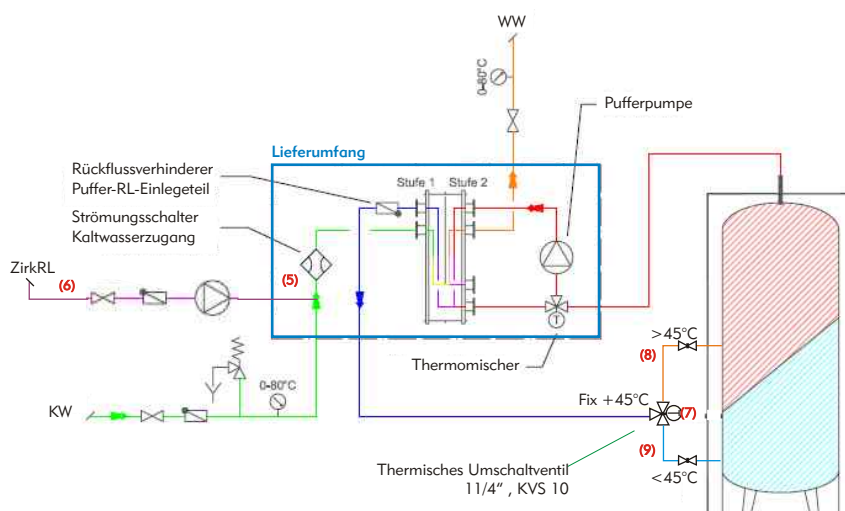 WW
0-80°C
Pufferpumpe
Lieferumfang
Rückflussverhinderer
Puffer-RL-Einlegeteil
Stufe 1
Stufe 2
Strömungsschalter
Kaltwasserzugang
ZirkRL
(6)
(5)
T
Thermomischer
>45°C
(8)
0-80°C
Fix +45°C
(7)
KW
(9)
Thermisches Umschaltventil
11/4“ , KVS 10
<45°C